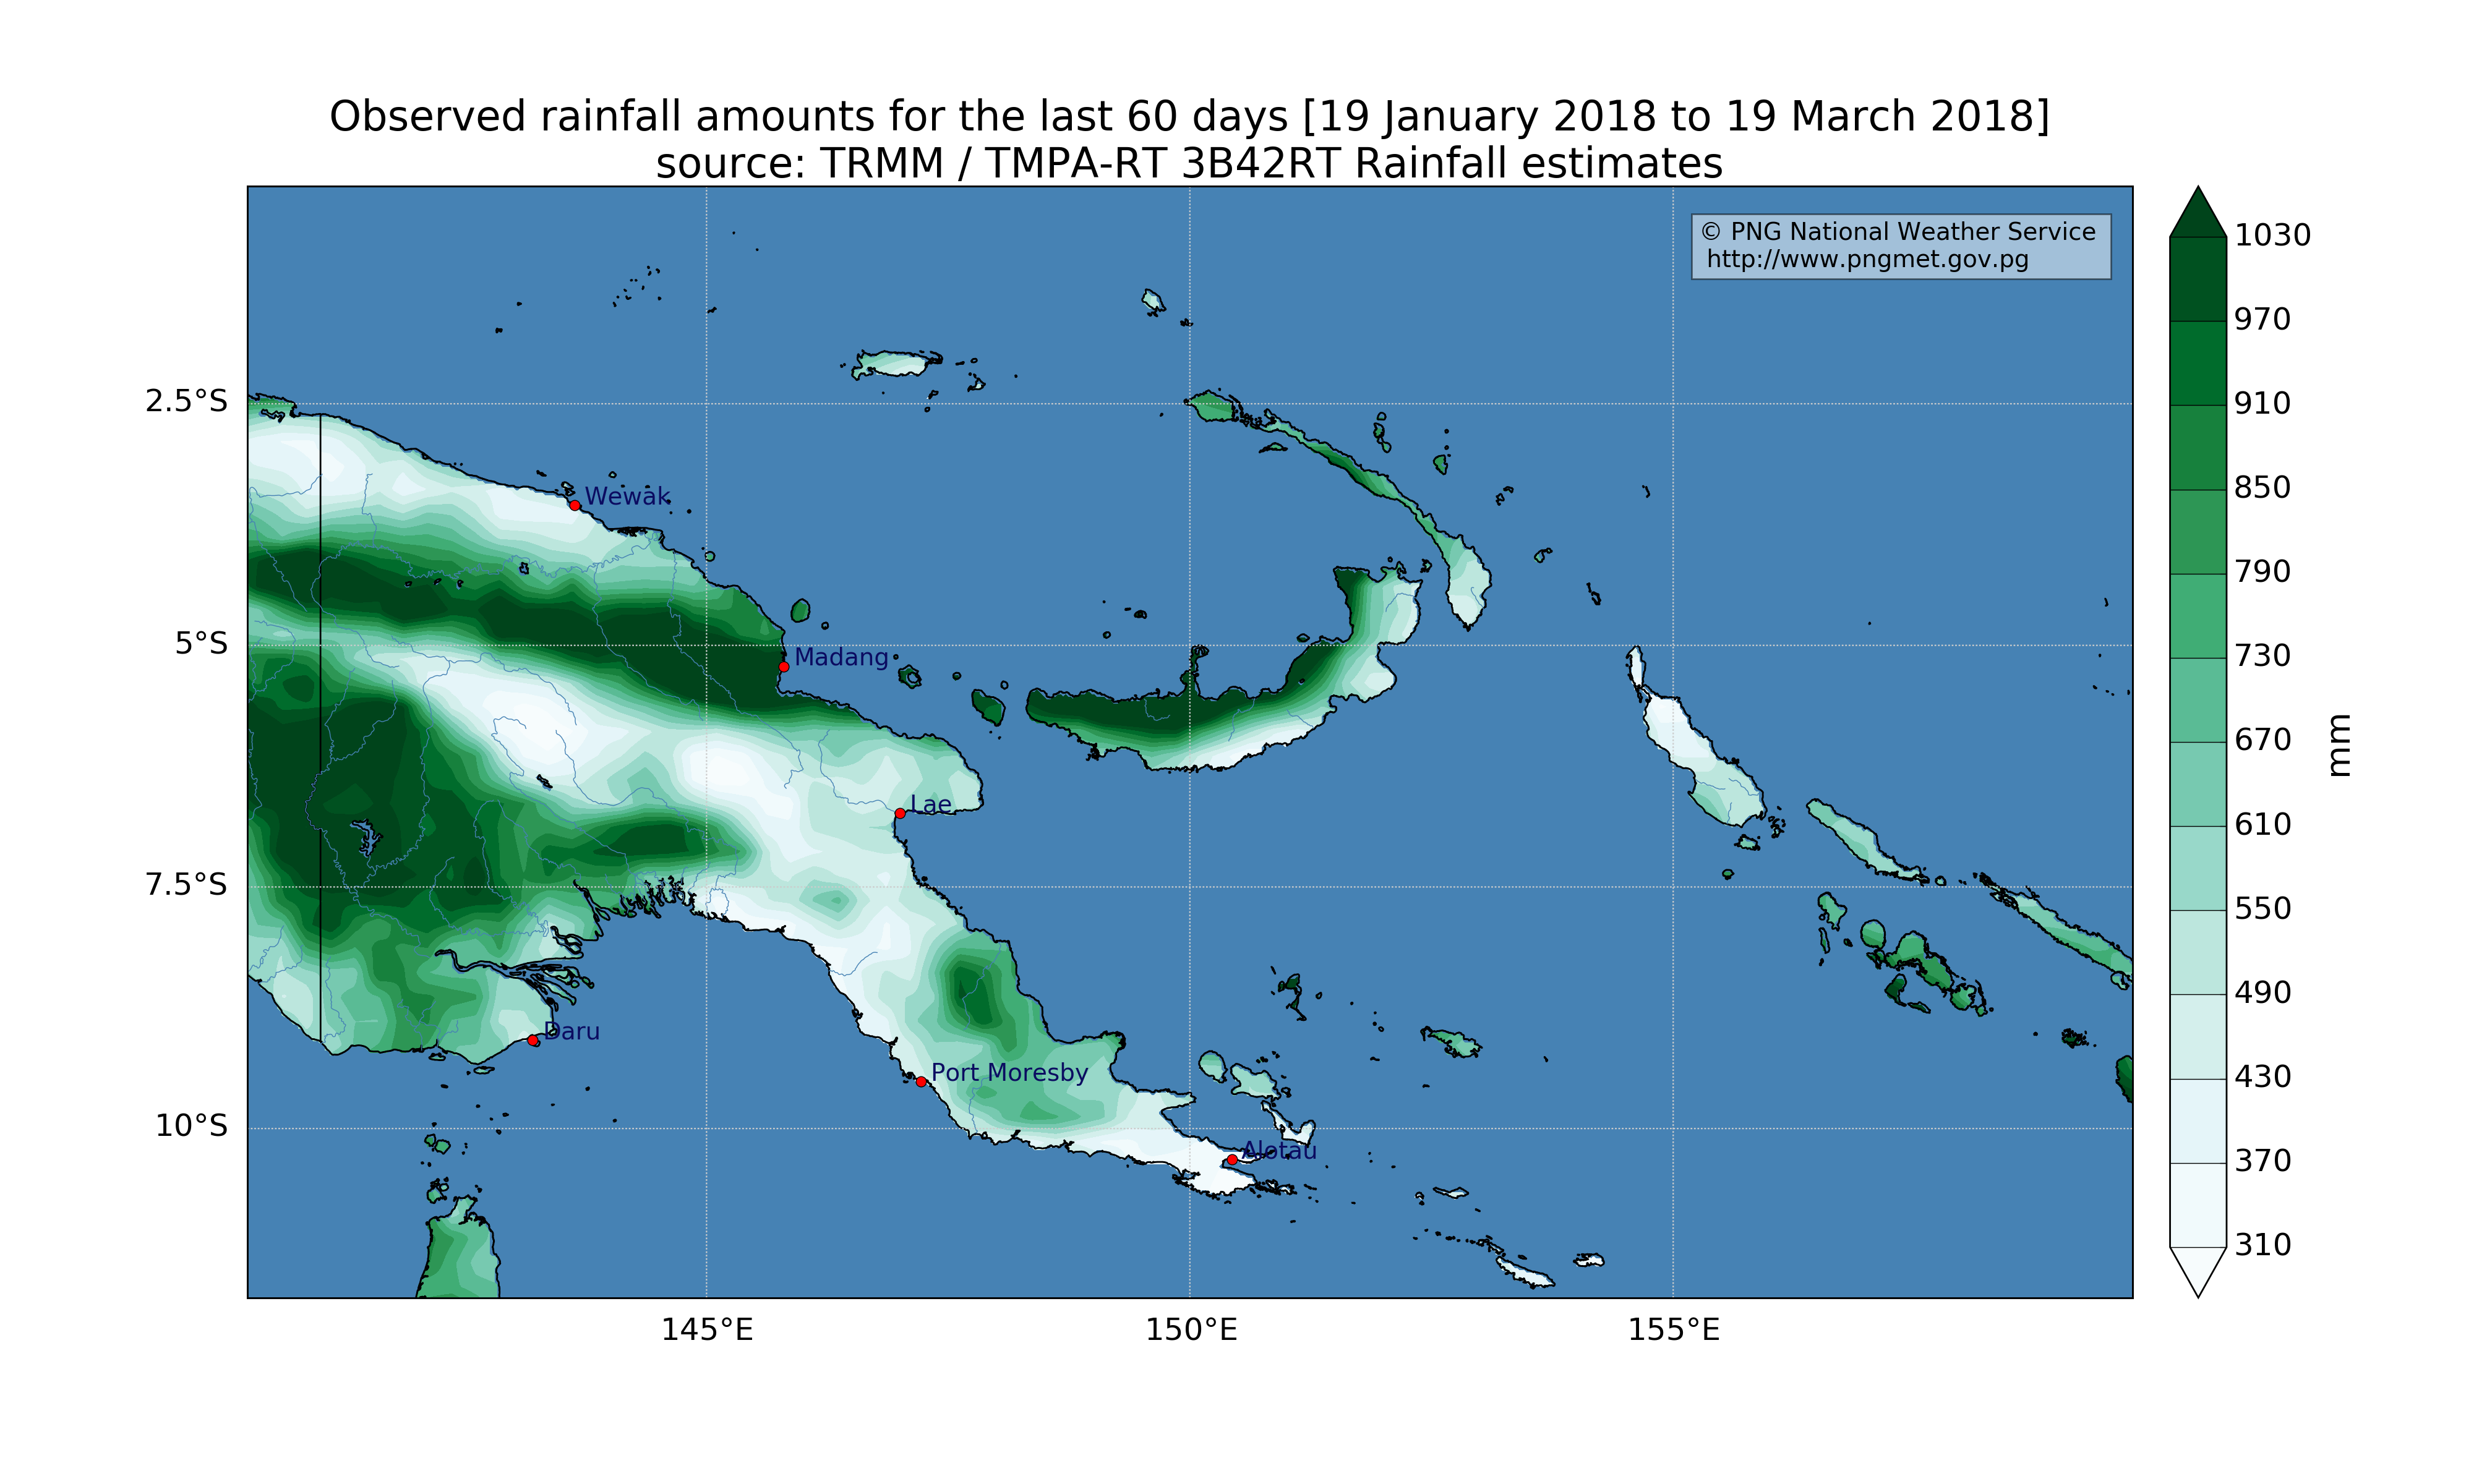 Observed rainfall amounts for the last 60 days [19 January 2018 to 19 March 2018]
source: TRMM / TMPA-RT 3B42RT Rainfall estimates
© PNG National Weather Service
http://www.pngmet.gov.pg
1030
970
910
850
790
730
670
610
550
490
430
370
310
mm
2.5°S
5°S
7.5°S
10°S
Wewak
Madang
Lae
Daru
Port Moresby
Alotau
145°E
150°E
155°E